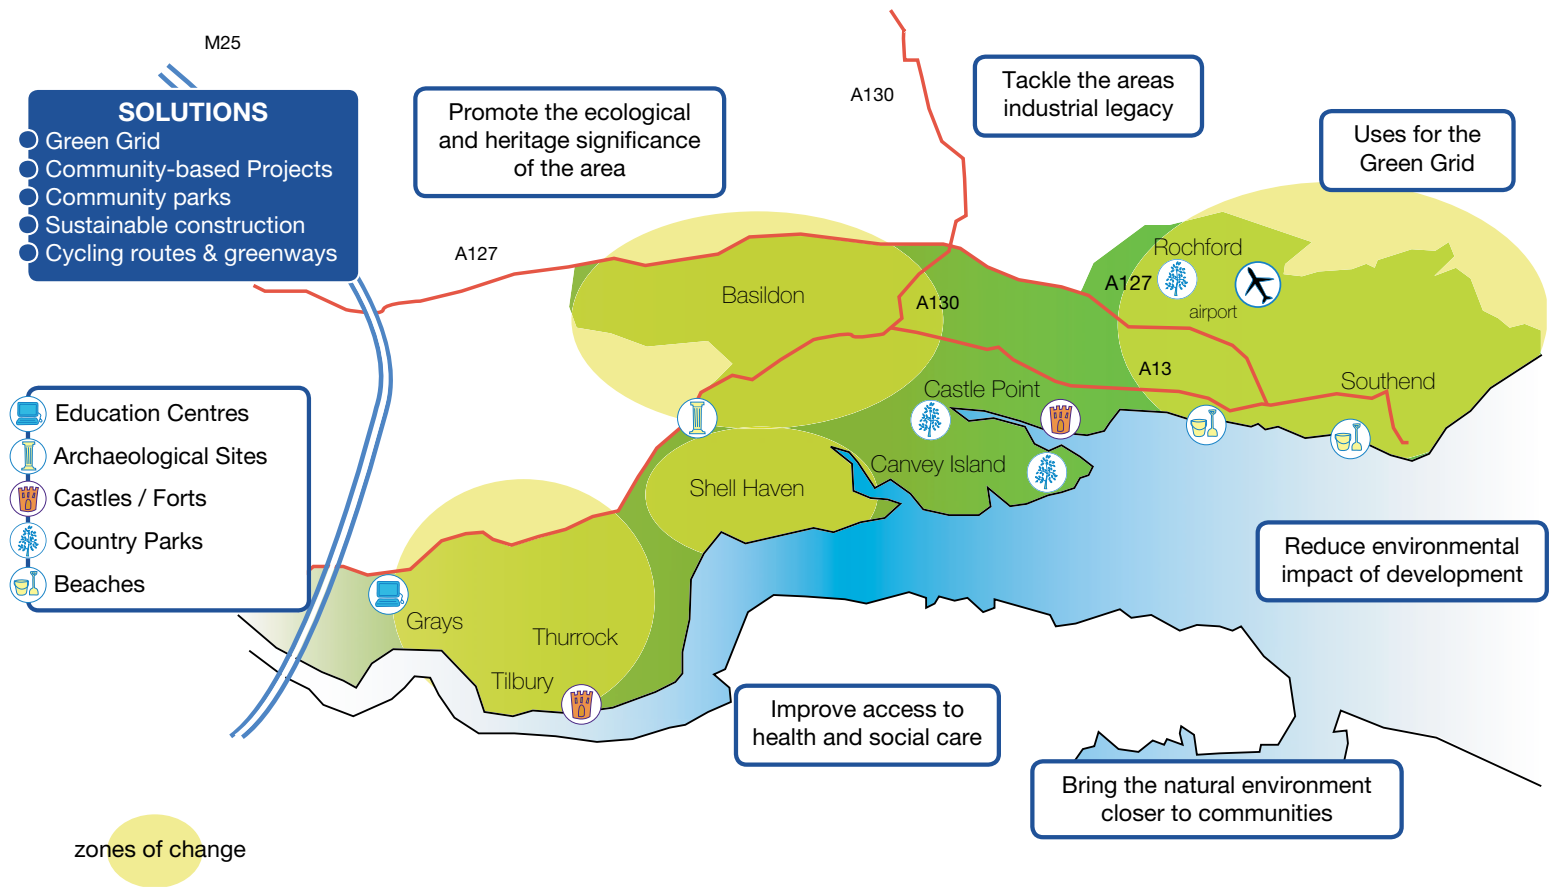 M25
SOLUTIONS
Green Grid
Community-based Projects
Community parks
Sustainable construction
Cycling routes & greenways
Promote the ecological
and heritage significance
of the area
A130
Tackle the areas
industrial legacy
Uses for the
Green Grid
A127
Basildon
A130
Rochford
A127
airport
A13
Southend
Castle Point
Canvey Island
Shell Haven
Education Centres
Archaeological Sites
Castles / Forts
Country Parks
Beaches
Grays
Thurrock
Tilbury
Reduce environmental
impact of development
Improve access to
health and social care
Bring the natural environment
closer to communities
zones of change